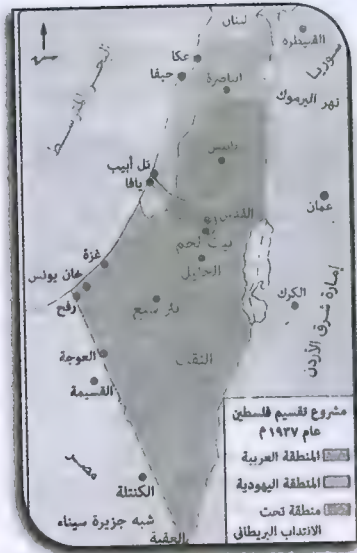 لبنان
سوريا
القنيطرة
عكا
حيفا
الناصرة
نهر اليرموك
البحر المتوسط
نابلس
تل أبيب
يافا
عمان
القدس
بيت لحم
الخليل
غزة
خان يونس
رفح
بئر سبع
الكرك
إمارة شرق الأردن
النقب
العوجة
القسيمة
مصر
الكنتلة
شبه جزيرة سيناء
العقبة
مشروع تقسيم فلسطين
عام ١٩٣٧م
المنطقة العربية
المنطقة اليهودية
منطقة تحت
الانتداب البريطانى